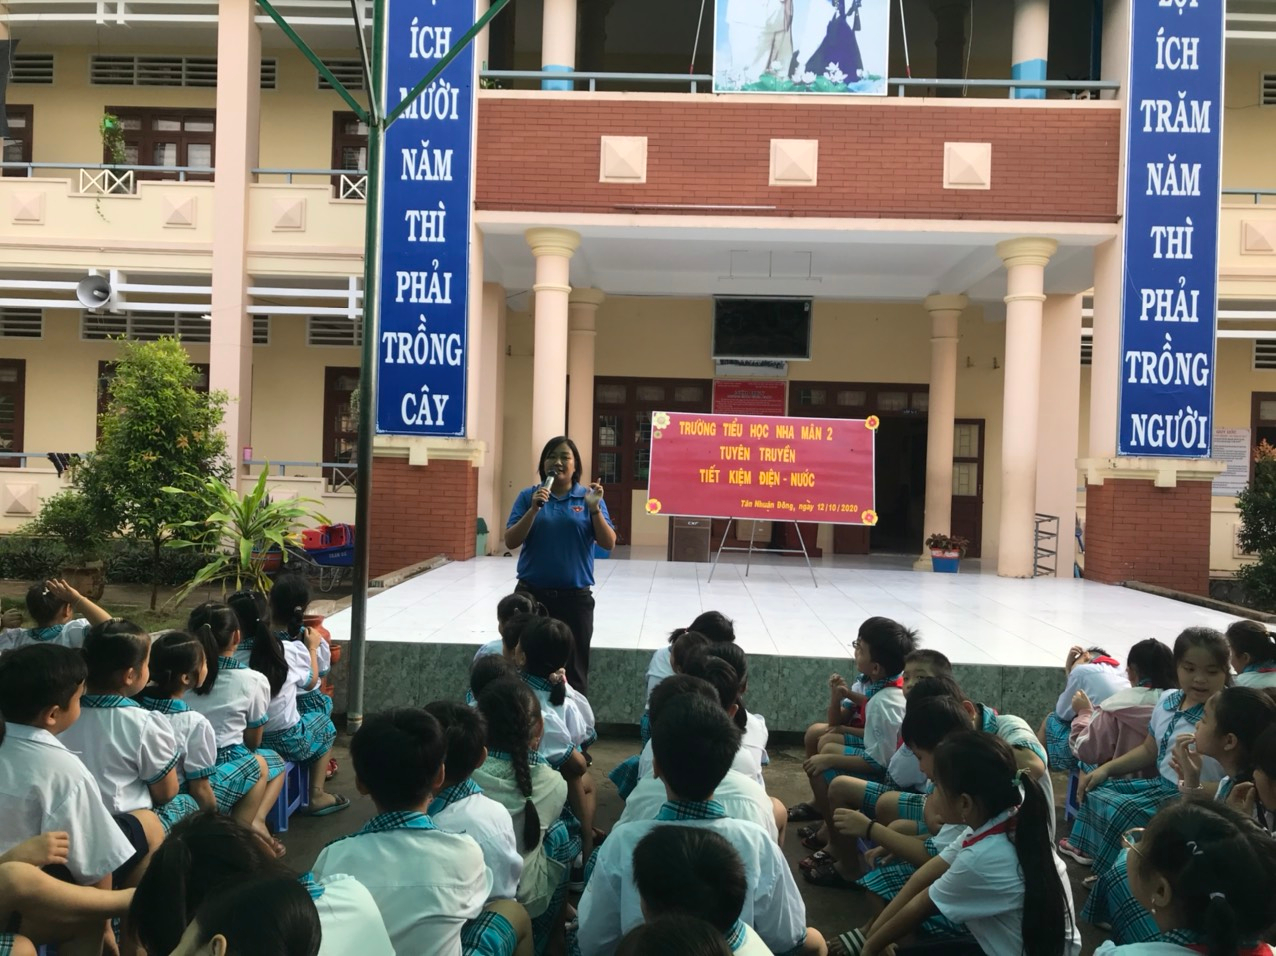 ÍCH
MƯỜI
NĂM
THÌ
PHẢI
TRỒNG
CÂY
TRƯỜNG TIỂU HỌC NHA MÂN 2
TUYÊN TRUYỀN
TIẾT KIỆM ĐIỆN - NƯỚC
Tân Nhuận Đông, ngày 12/10/2020
LỢI
ÍCH
TRĂM
NĂM
THÌ
PHẢI
TRỒNG
NGƯỜI